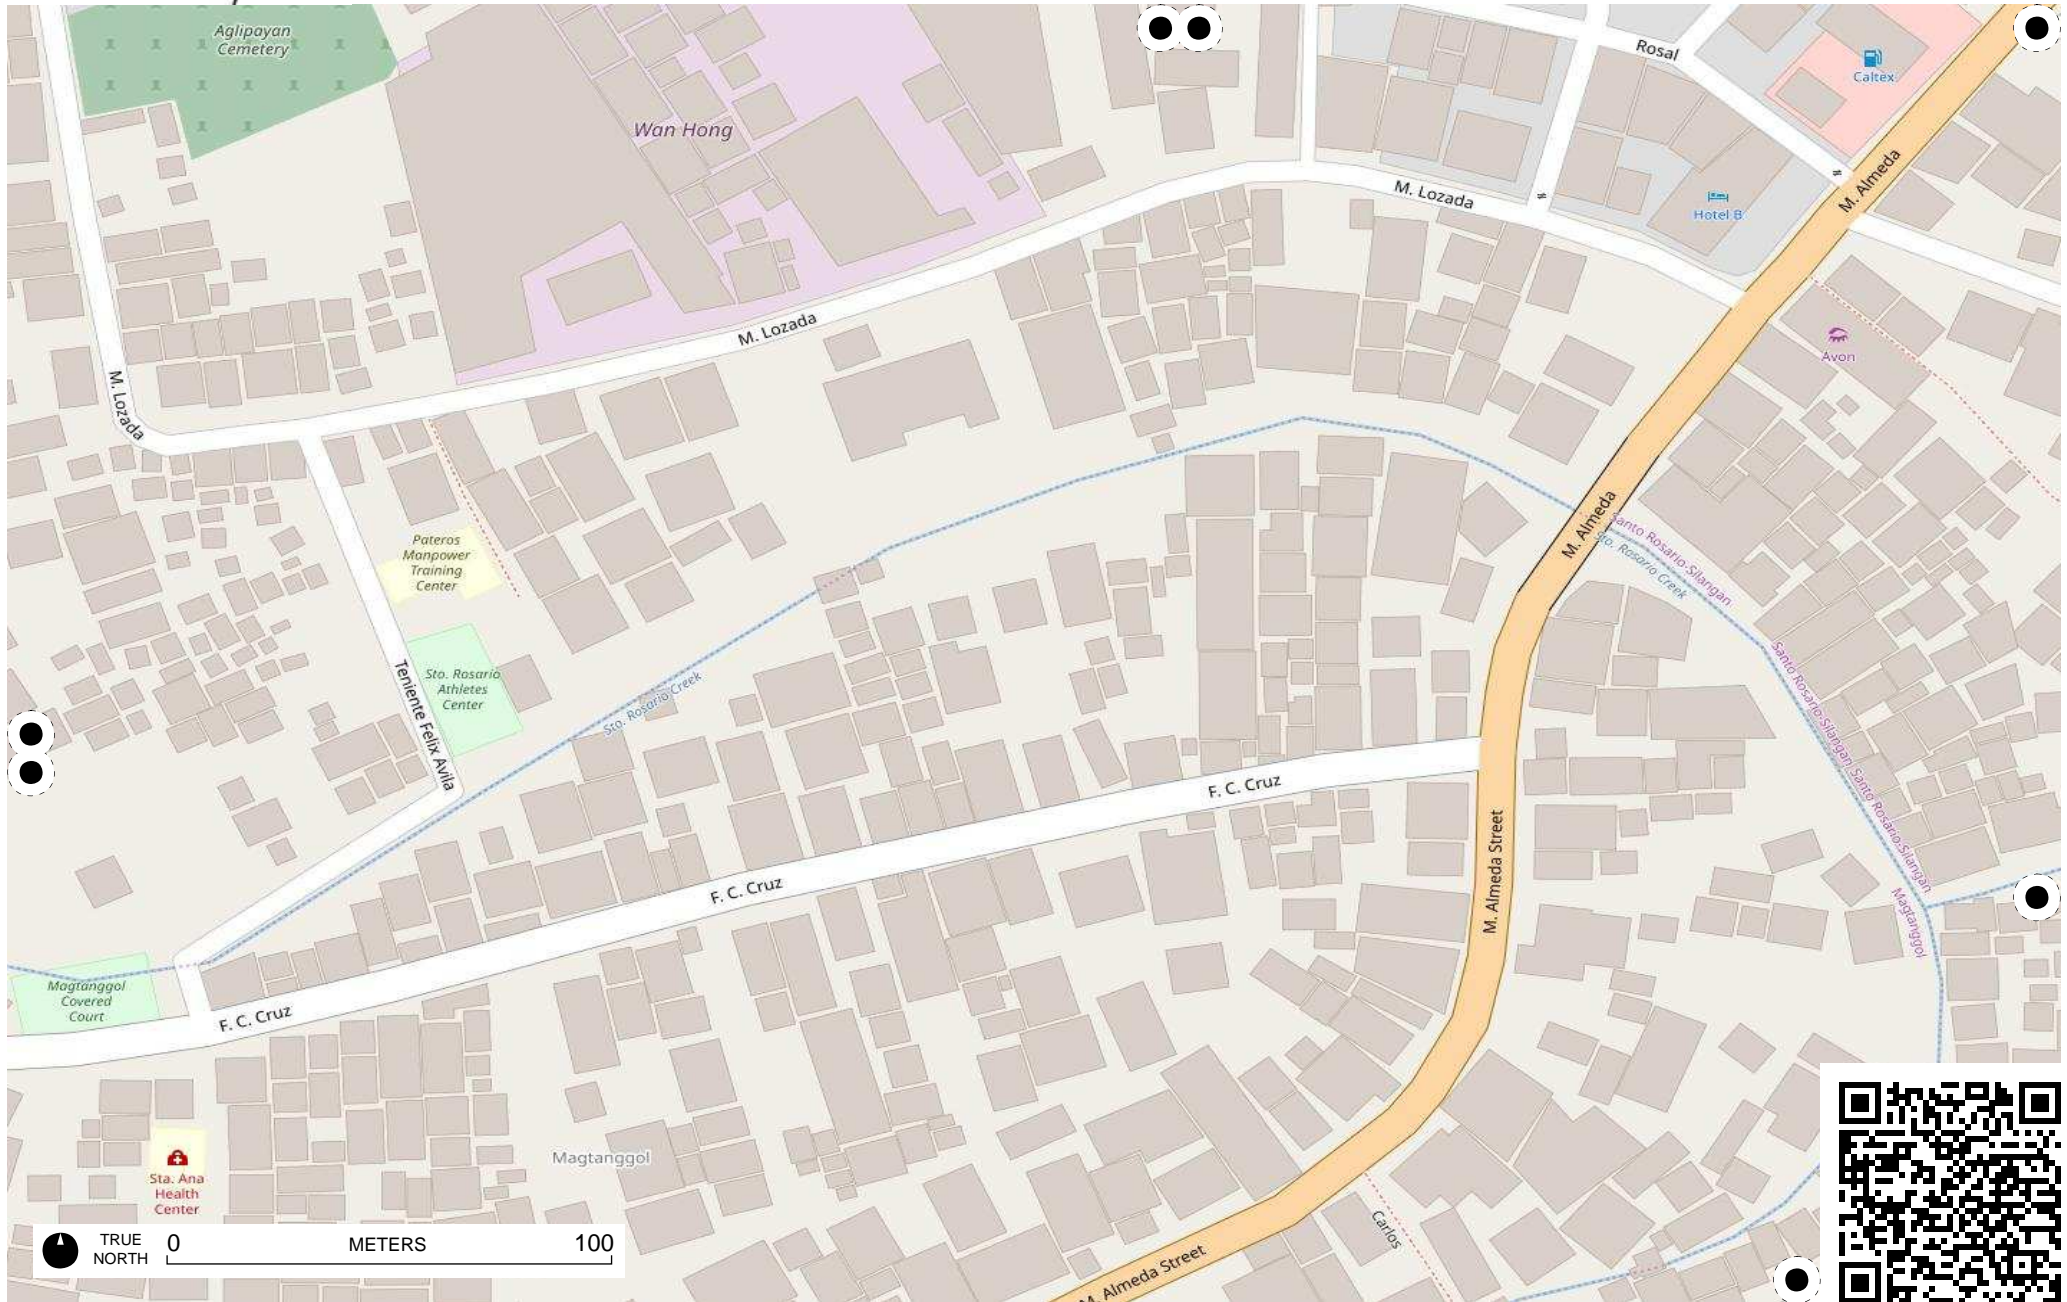 Aglipayan
Cemetery
Rosal
Caltex
Wan Hong
M. Almeda
M. Lozada
Hotel B
M. Lozada
Avon
M. Lozada
M. Almeda
Santo Rosario-Silangan
Sto. Rosario Creek
Pateros
Manpower
Training
Center
Teniente Felix Avila
Sto. Rosario
Athletes
Center
Sto. Rosario Creek
Santo Rosario-Silangan
Santo Rosario-Silangan
F. C. Cruz
M. Almeda Street
F. C. Cruz
Magtanggol
Magtanggol
Covered
Court
F. C. Cruz
Magtanggol
Sta. Ana
Health
Center
Carlos
M. Almeda Street
TRUE
NORTH
0 METERS 100